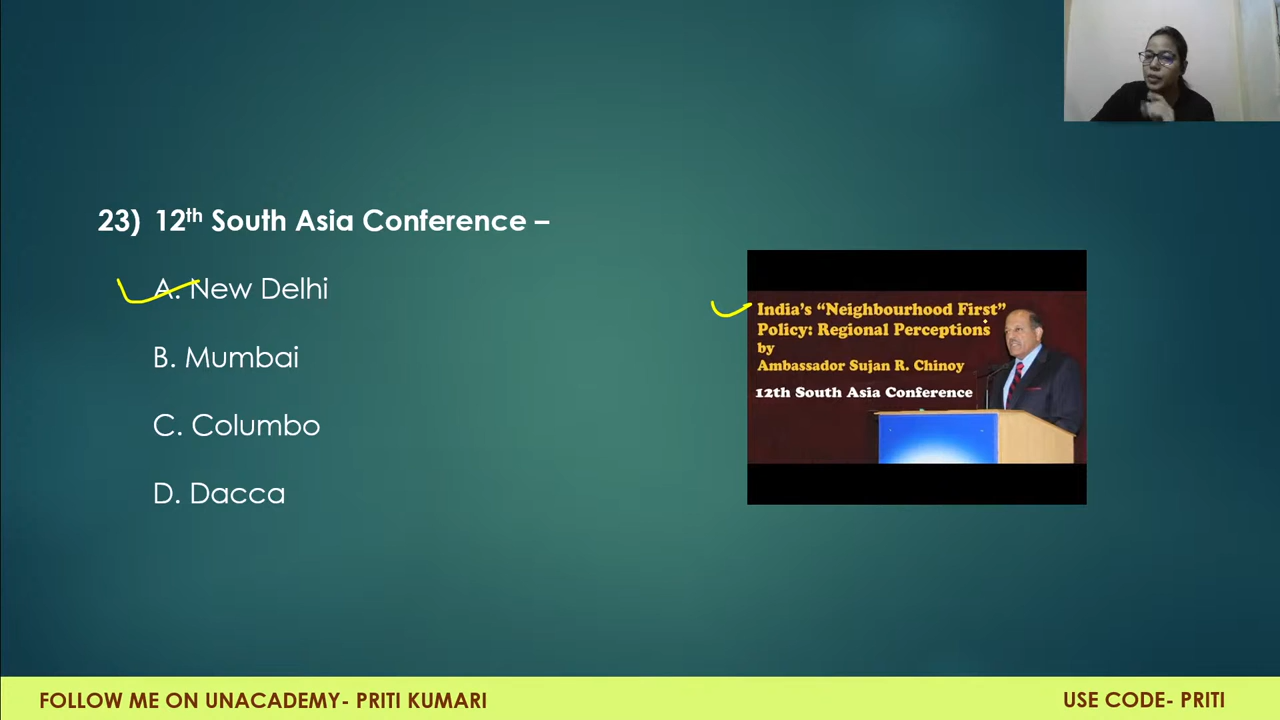 23) 12th South Asia Conference –
A. New Delhi
B. Mumbai
C. Columbo
D. Dacca
India's "Neighbourhood First"
Policy: Regional Perceptions
by
Ambassador Sujan R. Chinoy
12th South Asia Conference
FOLLOW ME ON UNACADEMY- PRITI KUMARI
USE CODE- PRITI